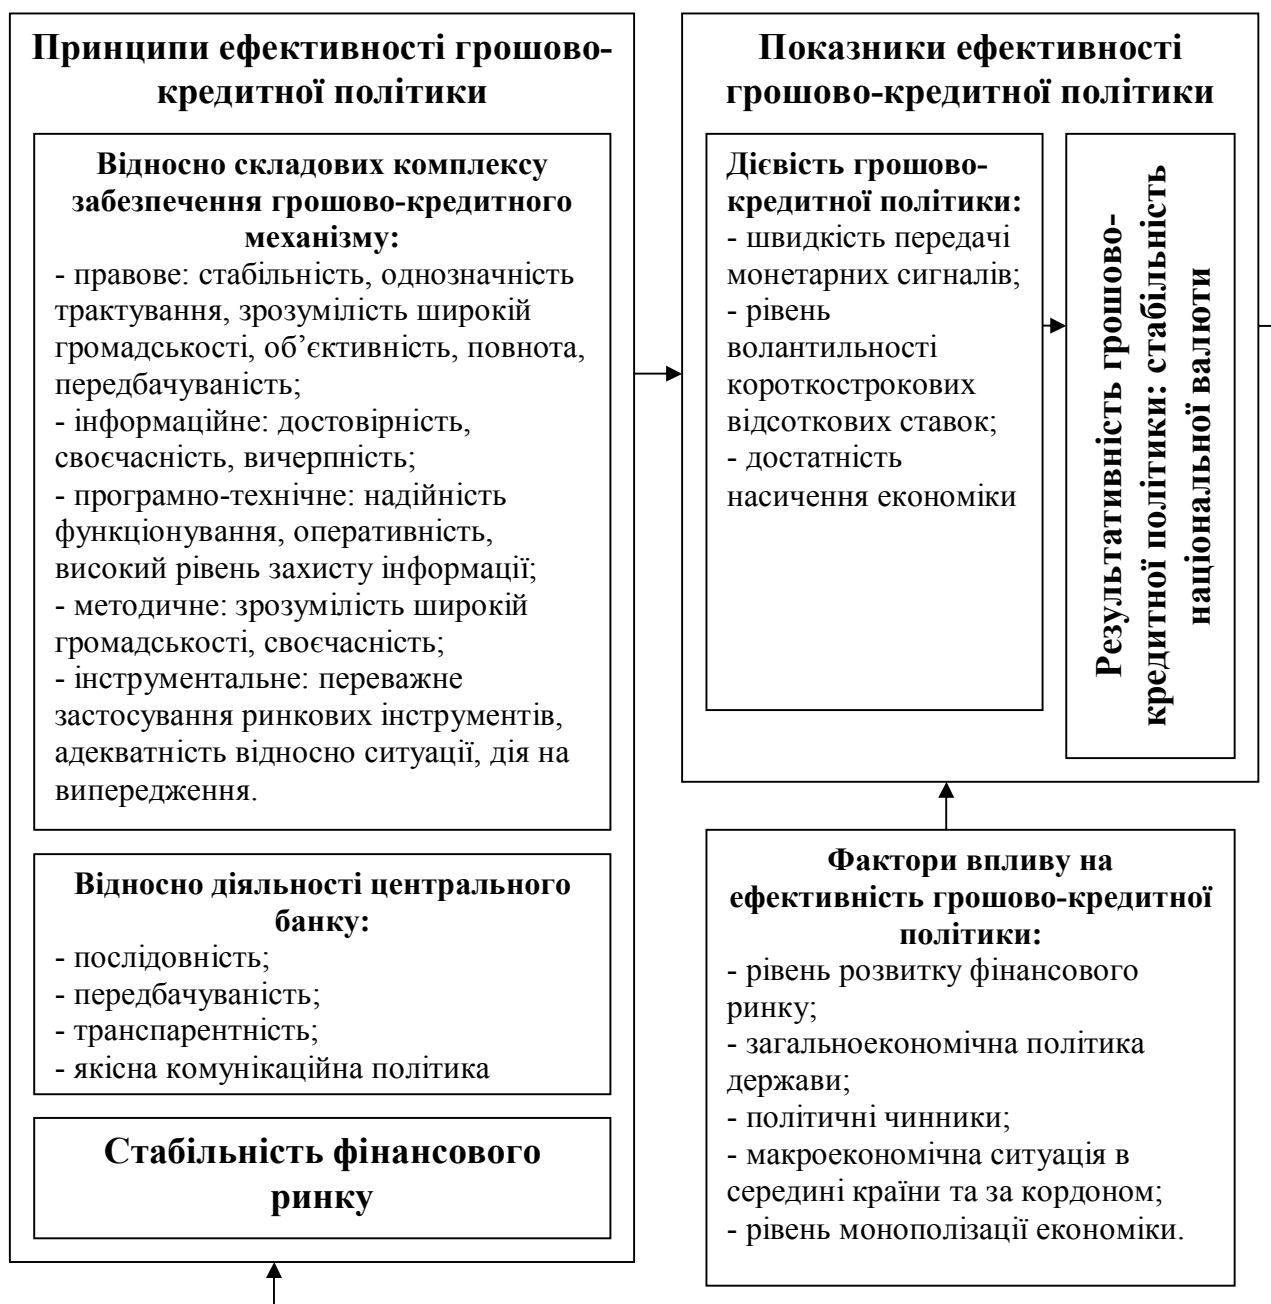 Принципи ефективності грошово-
кредитної політики
Відносно складових комплексу
забезпечення грошово-кредитного
механізму:
- правове: стабільність, однозначність
трактування, зрозумілість широкій
громадськості, об’єктивність, повнота,
передбачуваність;
- інформаційне: достовірність,
своєчасність, вичерпність;
- програмно-технічне: надійність
функціонування, оперативність,
високий рівень захисту інформації;
- методичне: зрозумілість широкій
громадськості, своєчасність;
- інструментальне: переважне
застосування ринкових інструментів,
адекватність відносно ситуації, дія на
випередження.
Відносно діяльності центрального
банку:
- послідовність;
- передбачуваність;
- транспарентність;
- якісна комунікаційна політика
Стабільність фінансового
ринку
Показники ефективності
грошово-кредитної політики
Дієвість грошово-
кредитної політики:
- швидкість передачі
монетарних сигналів;
- рівень
волантильності
короткострокових
відсоткових ставок;
- достатність
насичення економіки
Результативність грошово-
кредитної політики: стабільність
національної валюти
Фактори впливу на
ефективність грошово-кредитної
політики:
- рівень розвитку фінансового
ринку;
- загальноекономічна політика
держави;
- політичні чинники;
- макроекономічна ситуація в
середині країни та за кордоном;
- рівень монополізації економіки.